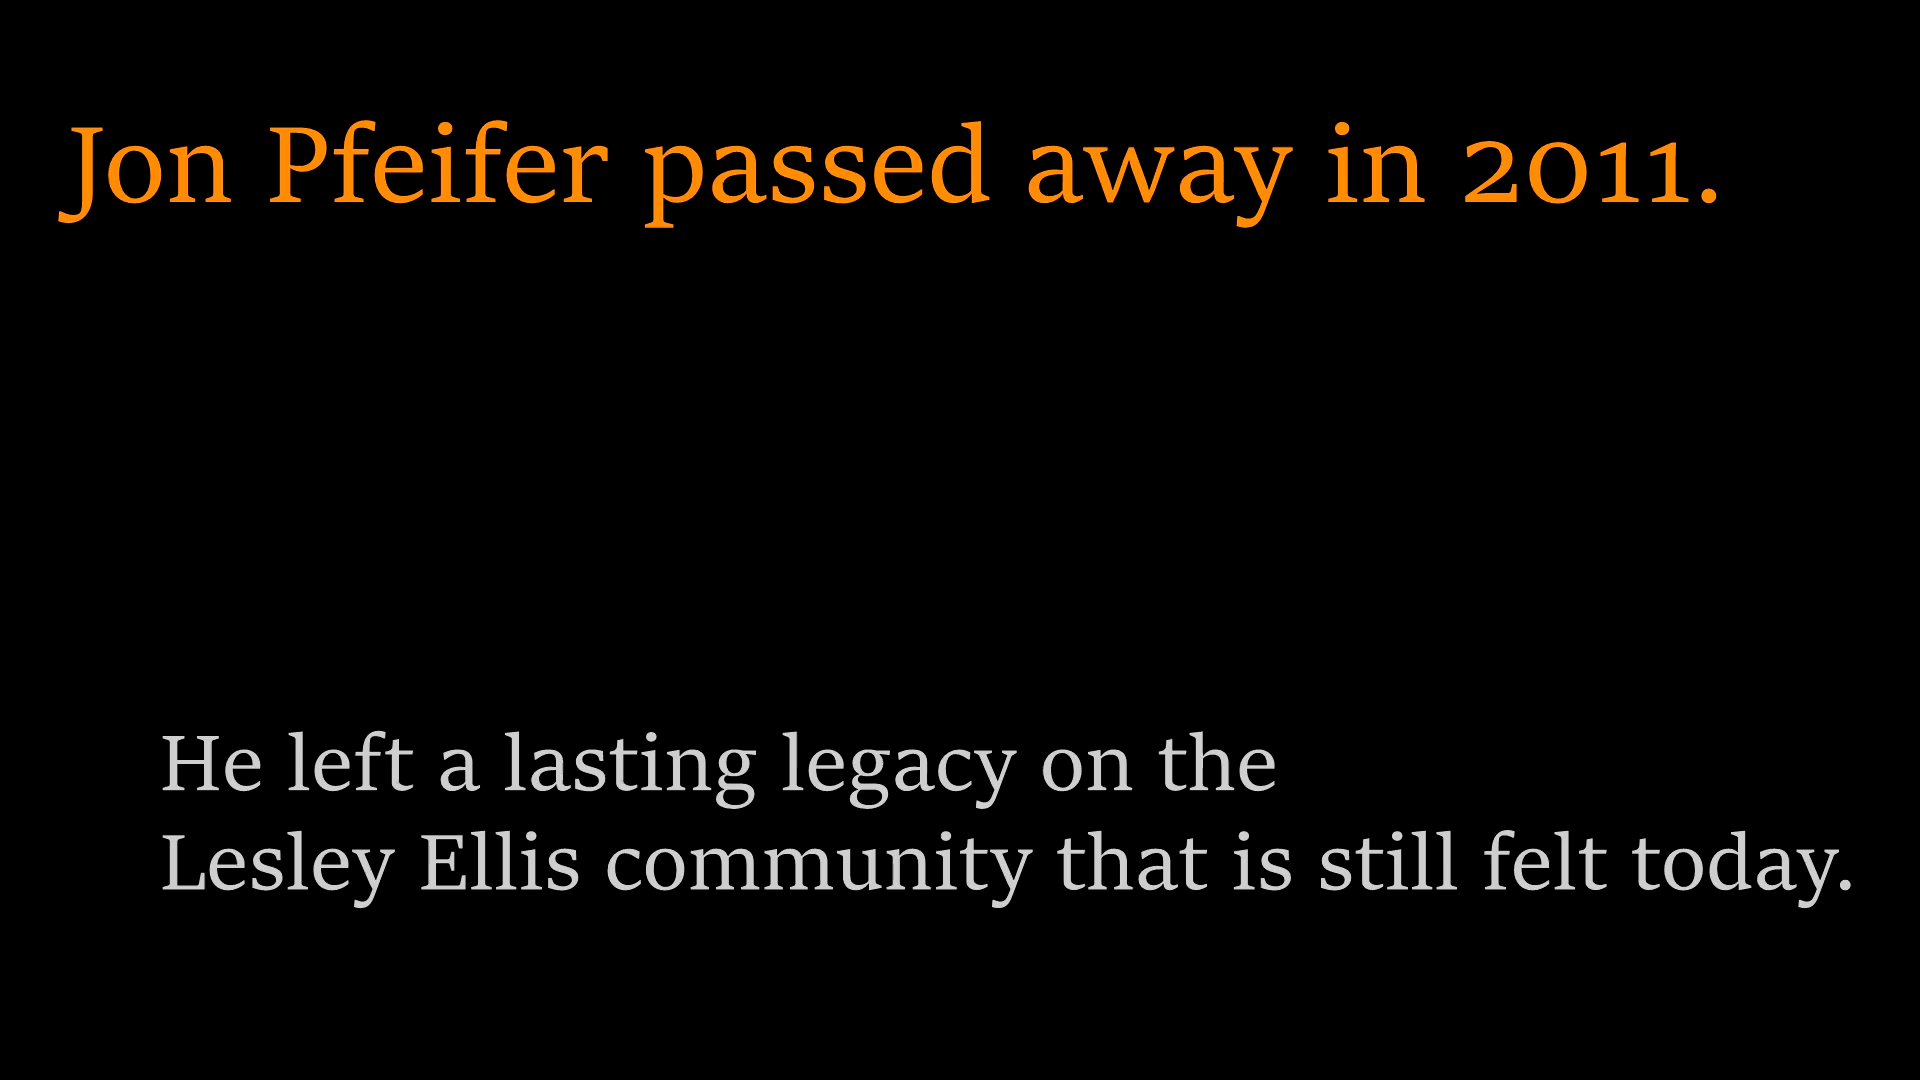 Jon Pfeifer passed away in 2011.
He left a lasting legacy on the
Lesley Ellis community that is still felt today.